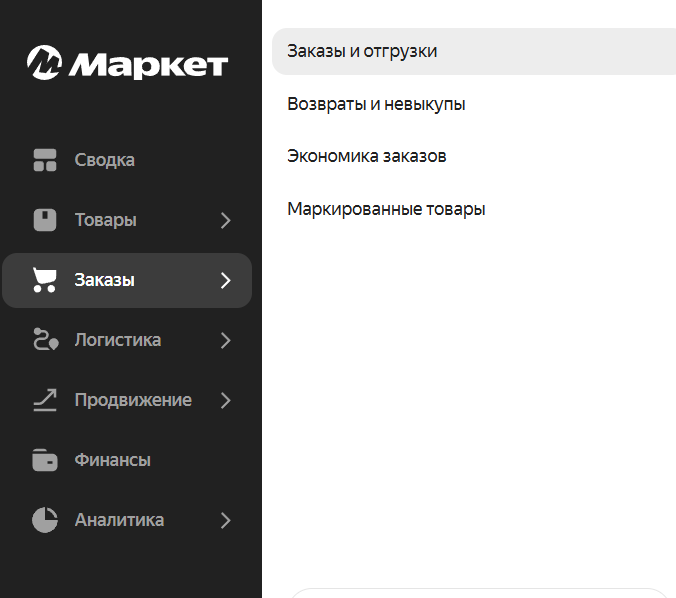 Маркет
Сводка
Товары
Заказы
Логистика
Продвижение
Финансы
Аналитика
Заказы и отгрузки
Возвраты и невыкупы
Экономика заказов
Маркированные товары